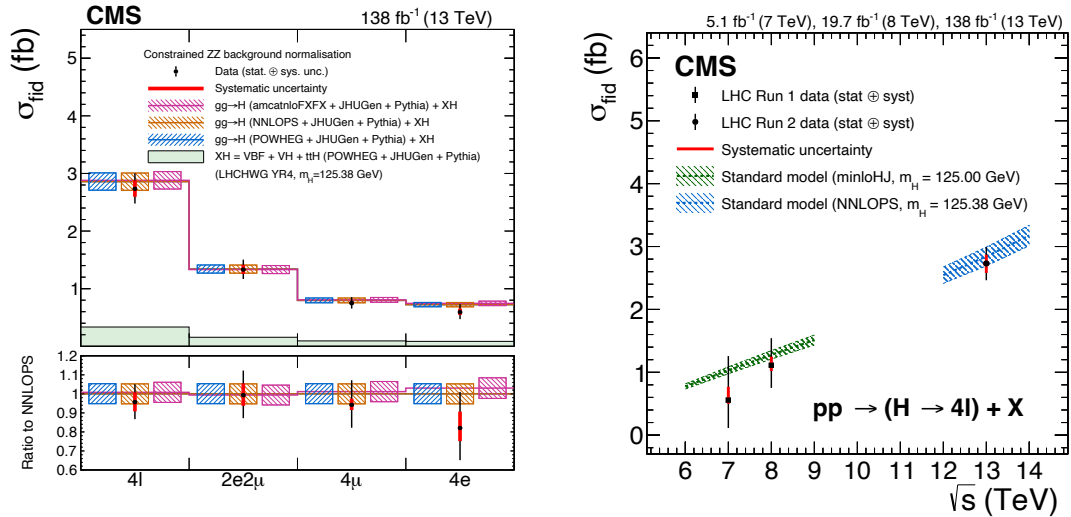 CMS
138 fb⁻¹ (13 TeV)
σ_fid (fb)
5
4
3
2
1
Constrained ZZ background normalisation
Data (stat. ⊕ sys. unc.)
Systematic uncertainty
gg→H (amcatnloFXFX + JHUGen + Pythia) + XH
gg→H (NNLOPS + JHUGen + Pythia) + XH
gg→H (POWHEG + JHUGen + Pythia) + XH
XH = VBF + VH + ttH (POWHEG + JHUGen + Pythia)
(LHCHWG YR4, m_H=125.38 GeV)
Ratio to NNLOPS
1.2
1.1
1.0
0.9
0.8
0.7
0.6
4l 2e2μ 4μ 4e
5.1 fb⁻¹ (7 TeV), 19.7 fb⁻¹ (8 TeV), 138 fb⁻¹ (13 TeV)
σ_fid (fb)
6
5
4
3
2
1
0
CMS
LHC Run 1 data (stat ⊕ syst)
LHC Run 2 data (stat ⊕ syst)
Systematic uncertainty
Standard model (minloHJ, m_H = 125.00 GeV)
Standard model (NNLOPS, m_H = 125.38 GeV)
pp → (H → 4l) + X
6 7 8 9 10 11 12 13 14
√s (TeV)